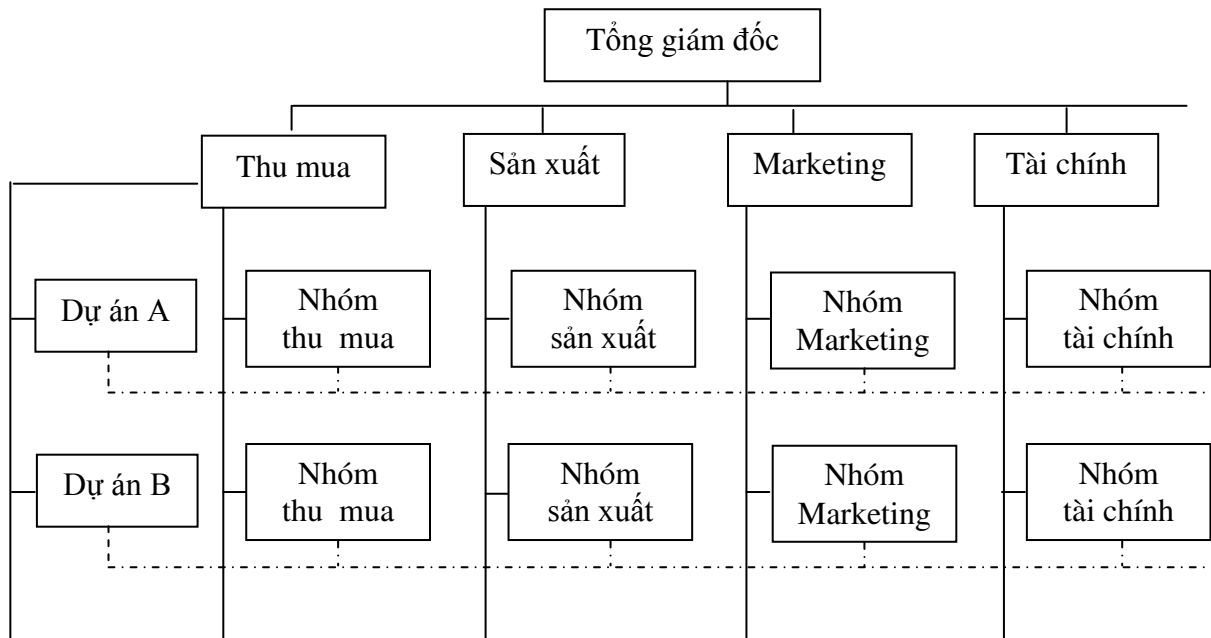 Tổng giám đốc
Thu mua
Sản xuất
Marketing
Tài chính
Dự án A
Nhóm
thu mua
Nhóm
sản xuất
Nhóm
Marketing
Nhóm
tài chính
Dự án B
Nhóm
thu mua
Nhóm
sản xuất
Nhóm
Marketing
Nhóm
tài chính